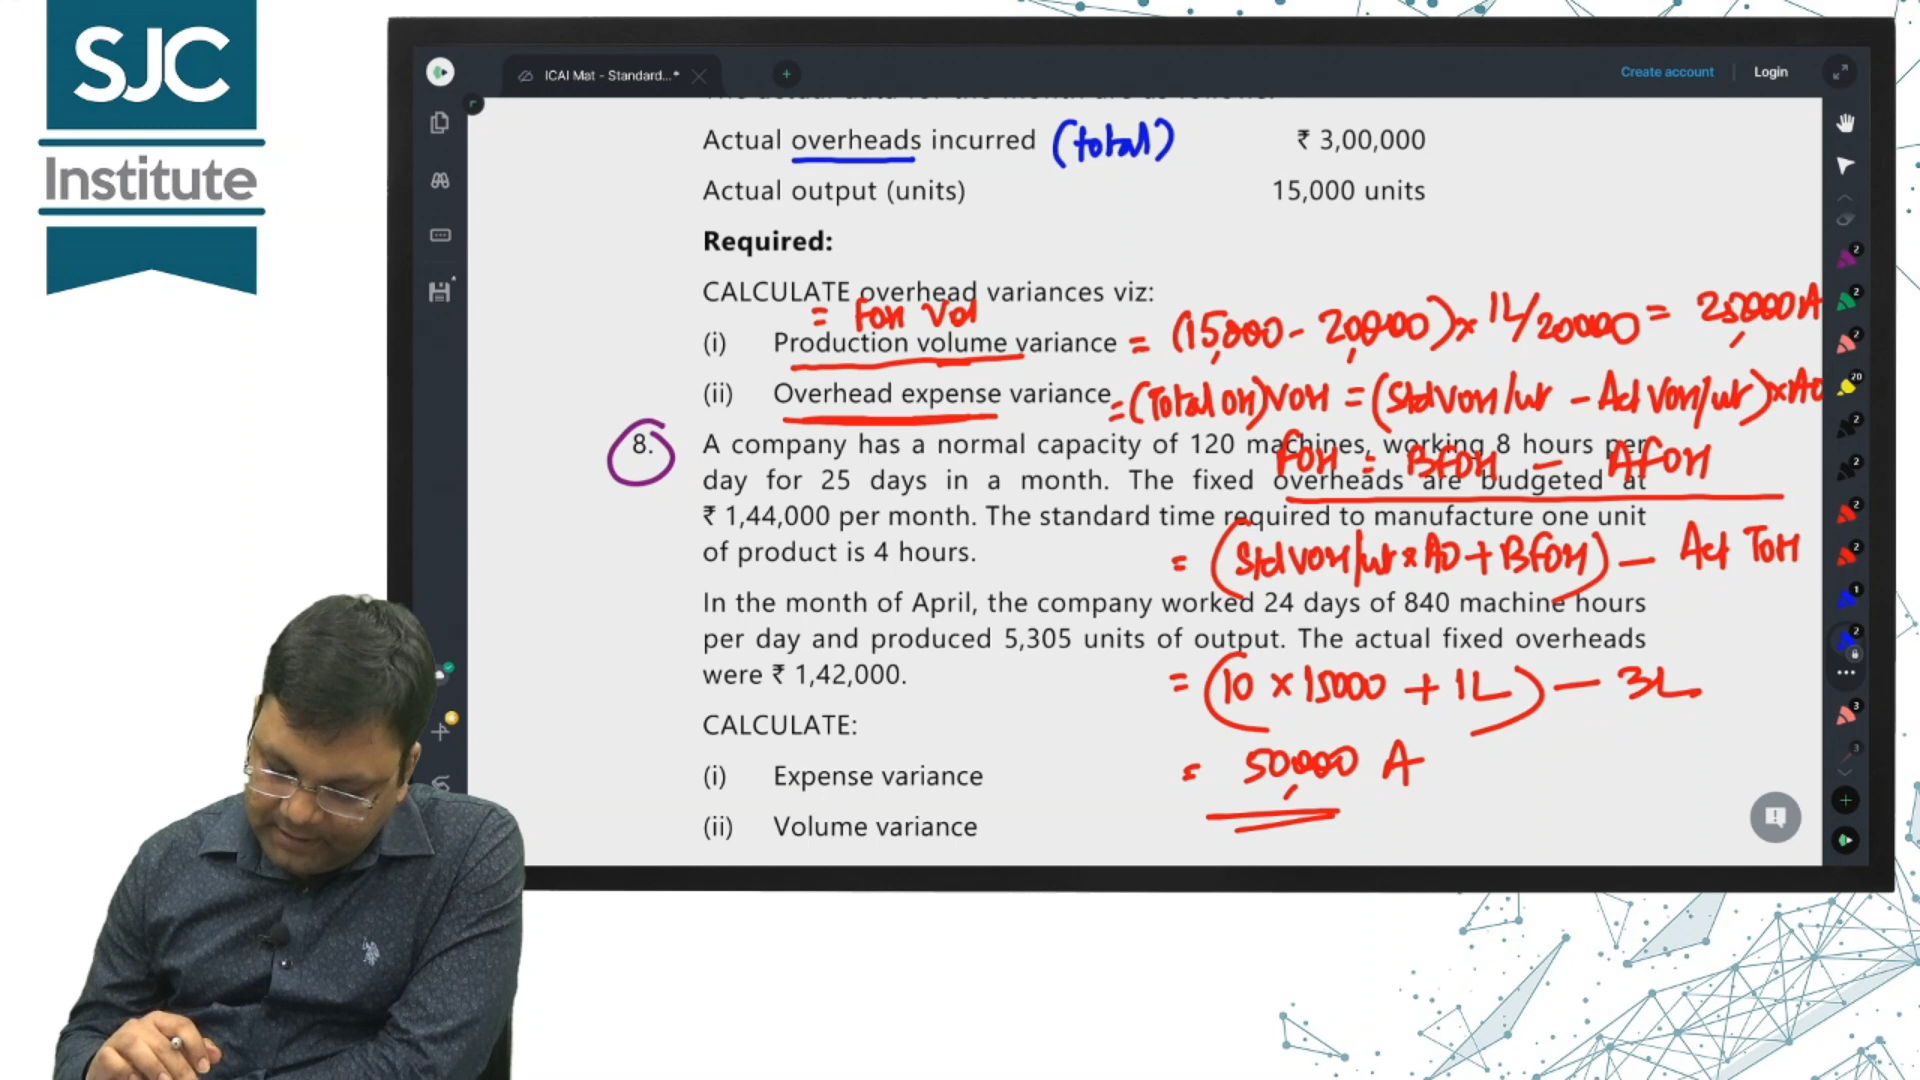 SJC
Institute
ICAI Mat - Standard...*
Create account
Login
Actual overheads incurred (total) ₹ 3,00,000
Actual output (units) 15,000 units
Required:
CALCULATE overhead variances viz:
= FOH Vol
(i) Production volume variance = (15,000 - 20,000) × 1L/20000 = 25,000 A
(ii) Overhead expense variance = (Total OH) VOH = (Std VOH/ut - Act VOH/ut) × AO
FOH = BFOH - AFOH
8. A company has a normal capacity of 120 machines, working 8 hours per
day for 25 days in a month. The fixed overheads are budgeted at
₹ 1,44,000 per month. The standard time required to manufacture one unit
of product is 4 hours.
= (Std VOH/ut × AO + BFOH) - Act TOH
In the month of April, the company worked 24 days of 840 machine hours
per day and produced 5,305 units of output. The actual fixed overheads
were ₹ 1,42,000.
= (10 × 15000 + 1L) - 3L
CALCULATE:
(i) Expense variance
= 50,000 A
(ii) Volume variance